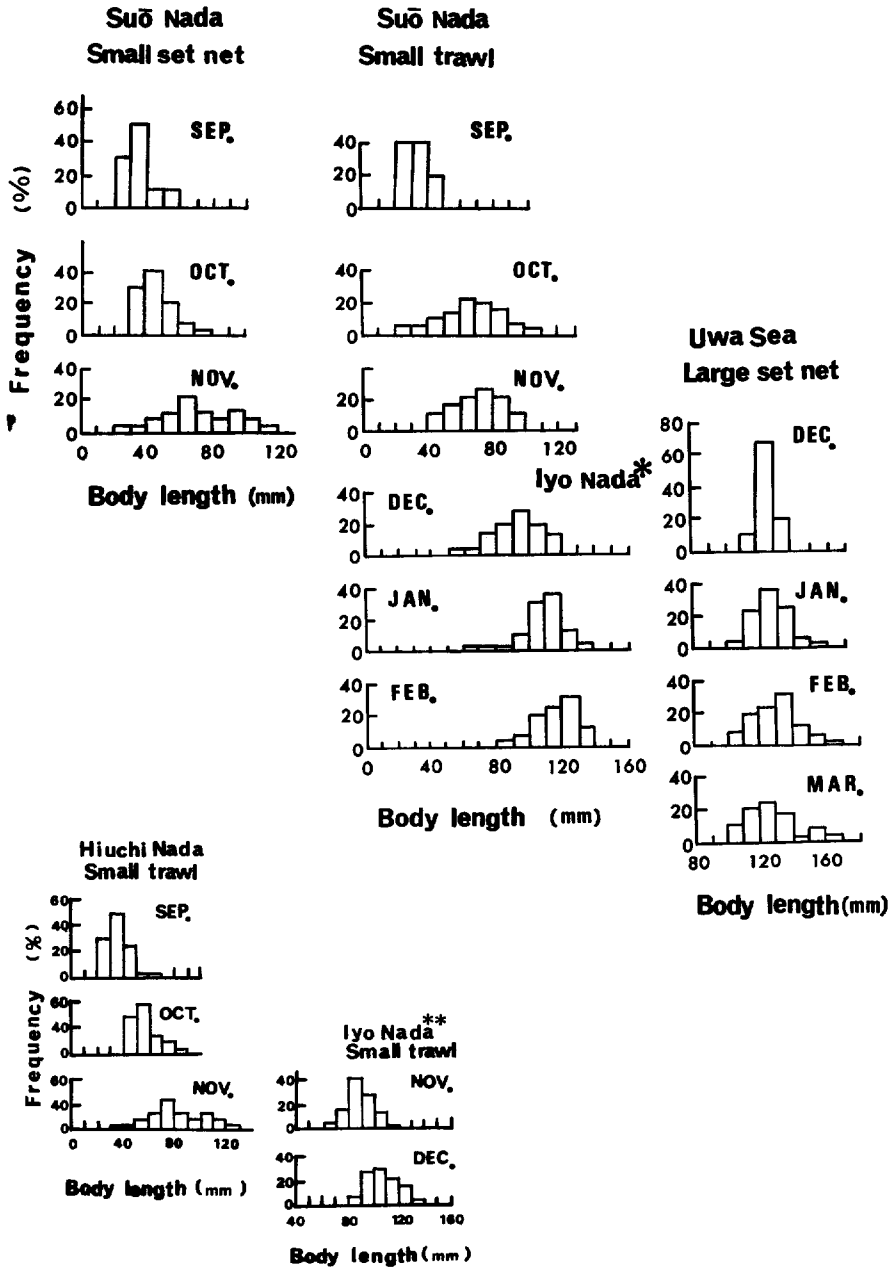 Suō Nada
Small set net
Suō Nada
Small trawl
60
40
20
0
SEP.
40
20
0
SEP.
Frequency (%)
40
20
0
OCT.
40
20
0
OCT.
40
20
0
NOV.
40
80
120
Body length (mm)
40
20
0
NOV.
40
80
120
Uwa Sea
Large set net
80
60
40
20
0
DEC.
Iyo Nada*
40
20
0
DEC.
40
20
0
JAN.
40
20
0
JAN.
40
20
0
FEB.
0
40
80
120
160
Body length (mm)
40
20
0
FEB.
40
20
0
MAR.
80
120
160
Body length (mm)
Hiuchi Nada
Small trawl
60
40
20
0
SEP.
Frequency (%)
60
40
0
OCT.
60
40
0
NOV.
0
40
80
120
Body length (mm)
Iyo Nada**
Small trawl
40
20
0
NOV.
40
20
0
DEC.
40
80
120
160
Body length (mm)